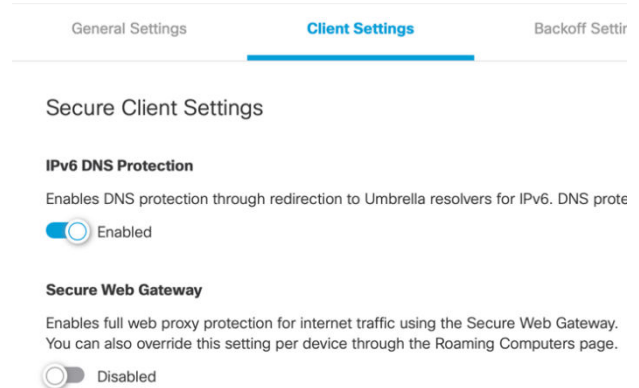 General Settings
Client Settings
Backoff
Secure Client Settings
IPv6 DNS Protection
Enables DNS protection through redirection to Umbrella resolvers for IPv6. DNS
Enabled
Secure Web Gateway
Enables full web proxy protection for internet traffic using the Secure Web Gateway.
You can also override this setting per device through the Roaming Computers page.
Disabled